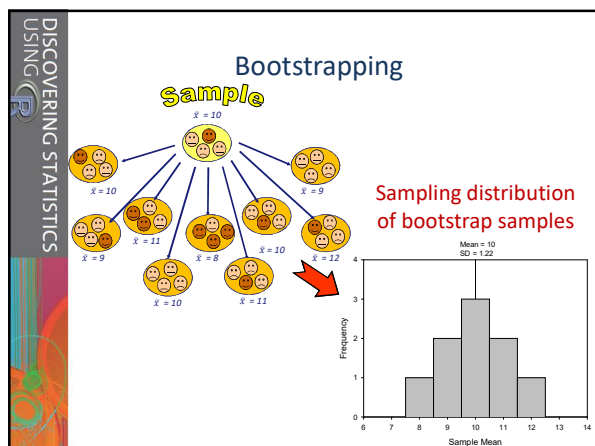 DISCOVERING STATISTICS
USING R
Bootstrapping
Sample
x̄ = 10
x̄ = 10
x̄ = 9
x̄ = 9
x̄ = 11
x̄ = 10
x̄ = 8
x̄ = 11
x̄ = 10
x̄ = 12
Sampling distribution
of bootstrap samples
Mean = 10
SD = 1.22
Frequency
4
3
2
1
0
6 7 8 9 10 11 12 13 14
Sample Mean